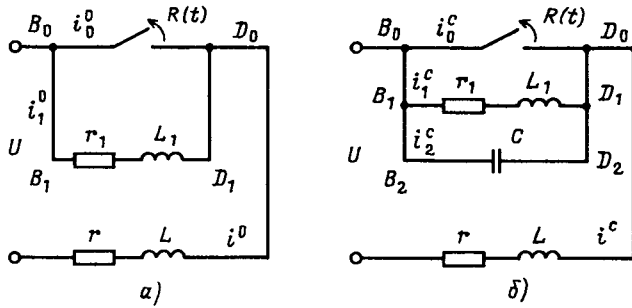 B₀ i₀⁰ R(t) D₀
i₁⁰
r₁ L₁
U
B₁ D₁
r L i⁰
а)
B₀ i₀ᶜ R(t) D₀
B₁ i₁ᶜ r₁ L₁ D₁
i₂ᶜ C
U
B₂ D₂
r L iᶜ
б)